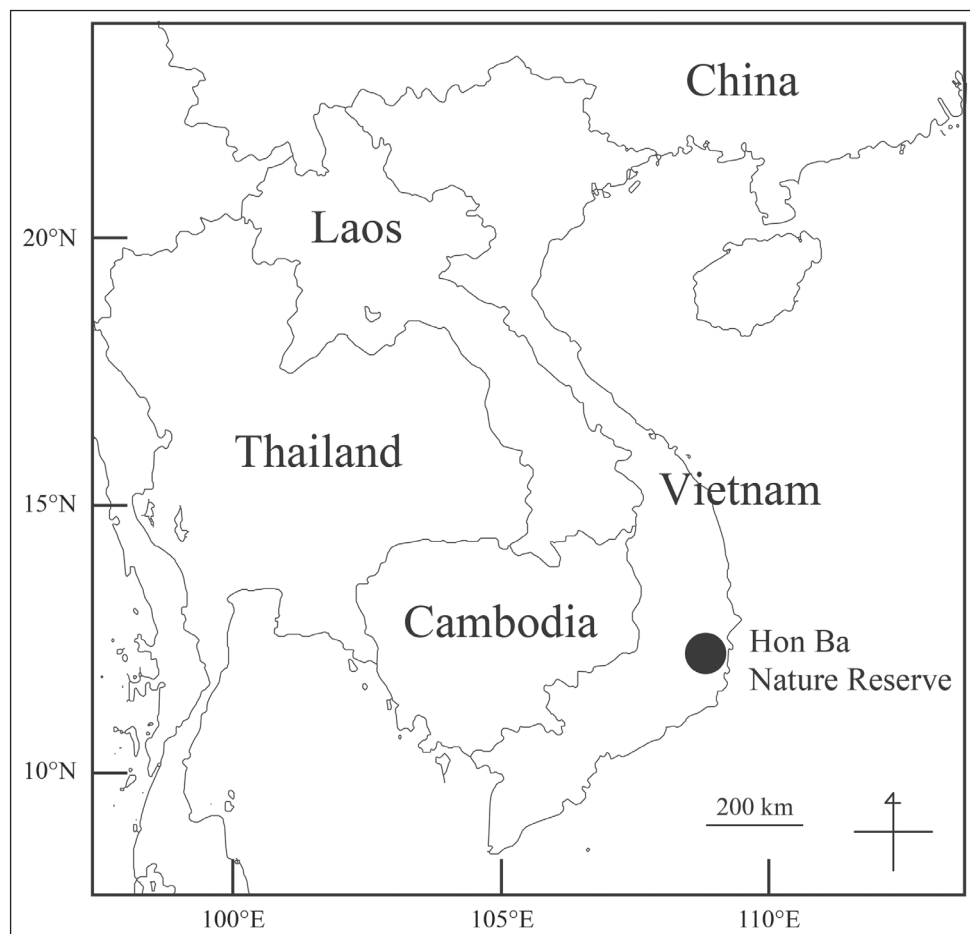 China
Laos
20°N
Thailand
Vietnam
15°N
Cambodia
Hon Ba
Nature Reserve
10°N
200 km
100°E
105°E
110°E